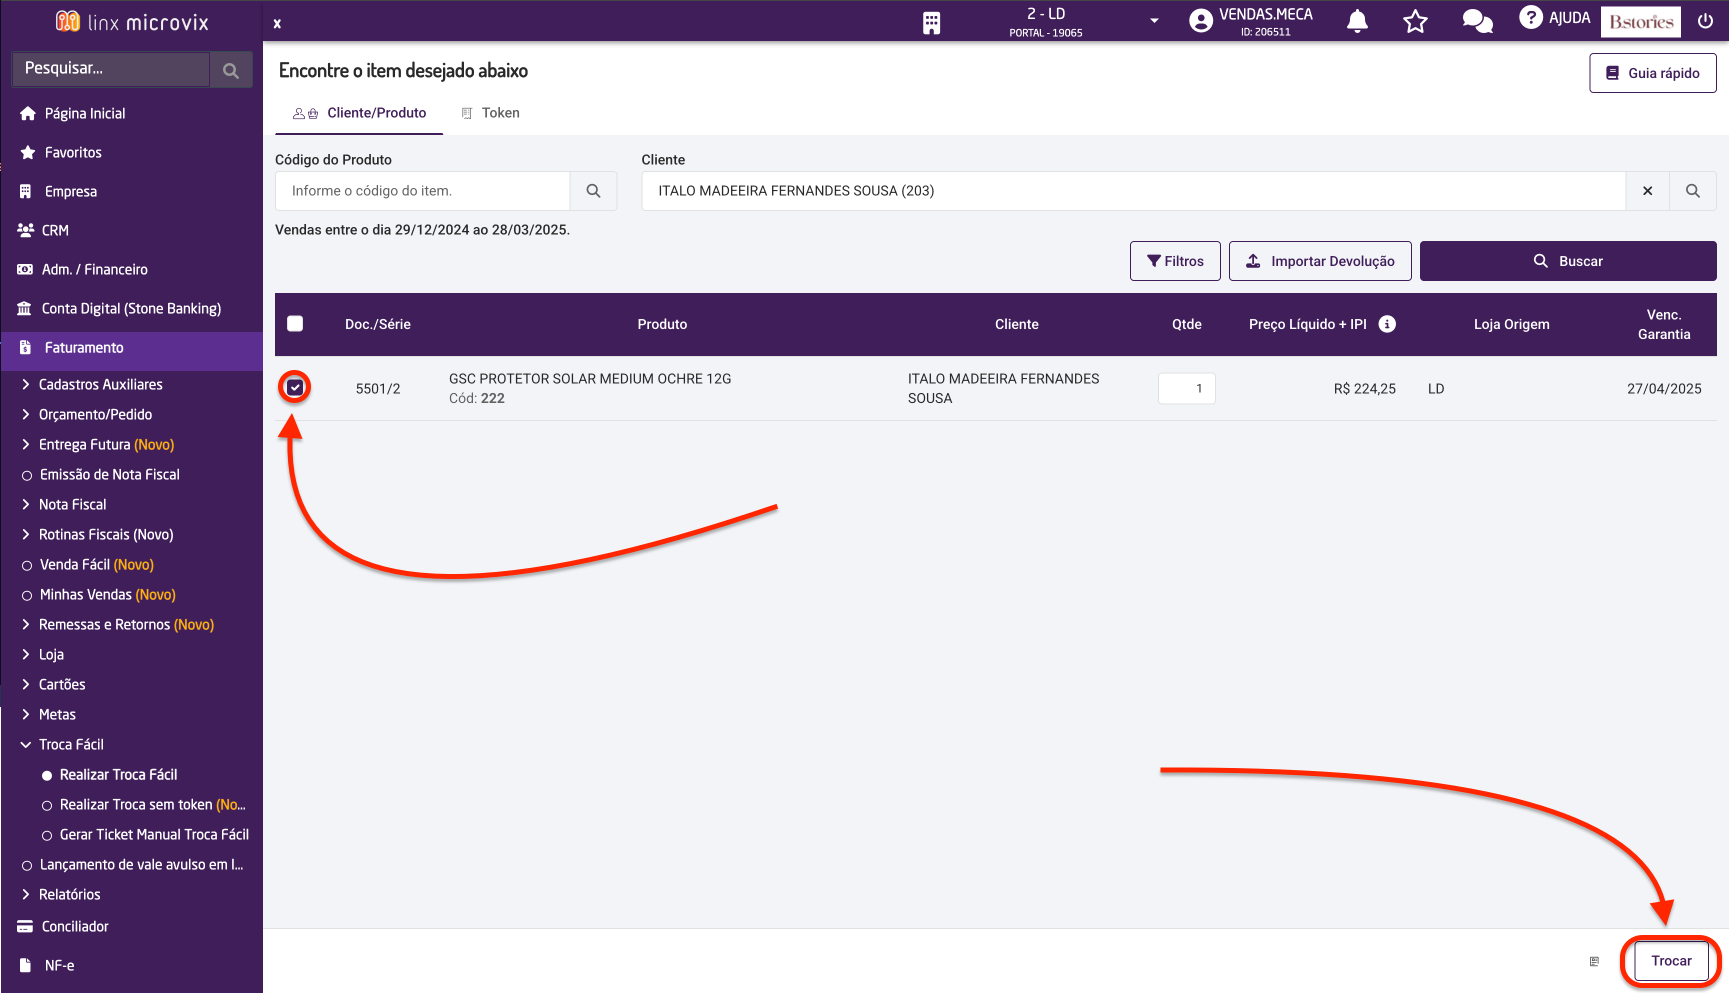 linx microvix
x
2 - LD
PORTAL - 19065
VENDAS.MECA
ID: 206511
AJUDA
Bstories
Pesquisar...
Página Inicial
Favoritos
Empresa
CRM
Adm. / Financeiro
Conta Digital (Stone Banking)
Faturamento
Cadastros Auxiliares
Orçamento/Pedido
Entrega Futura (Novo)
Emissão de Nota Fiscal
Nota Fiscal
Rotinas Fiscais (Novo)
Venda Fácil (Novo)
Minhas Vendas (Novo)
Remessas e Retornos (Novo)
Loja
Cartões
Metas
Troca Fácil
Realizar Troca Fácil
Realizar Troca sem token (No...
Gerar Ticket Manual Troca Fácil
Lançamento de vale avulso em l...
Relatórios
Conciliador
NF-e
Encontre o item desejado abaixo
Guia rápido
Cliente/Produto
Token
Código do Produto
Cliente
Informe o código do item.
ITALO MADEEIRA FERNANDES SOUSA (203)
Vendas entre o dia 29/12/2024 ao 28/03/2025.
Filtros
Importar Devolução
Buscar
Doc./Série
Produto
Cliente
Qtde
Preço Líquido + IPI
Loja Origem
Venc.
Garantia
5501/2
GSC PROTETOR SOLAR MEDIUM OCHRE 12G
Cód: 222
ITALO MADEEIRA FERNANDES
SOUSA
1
R$ 224,25
LD
27/04/2025
Trocar